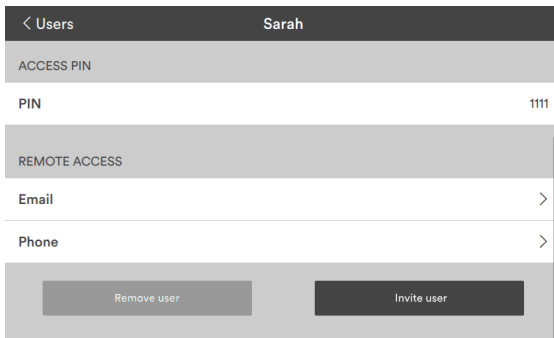 Users
Sarah
ACCESS PIN
PIN 1111
REMOTE ACCESS
Email
Phone
Remove user
Invite user